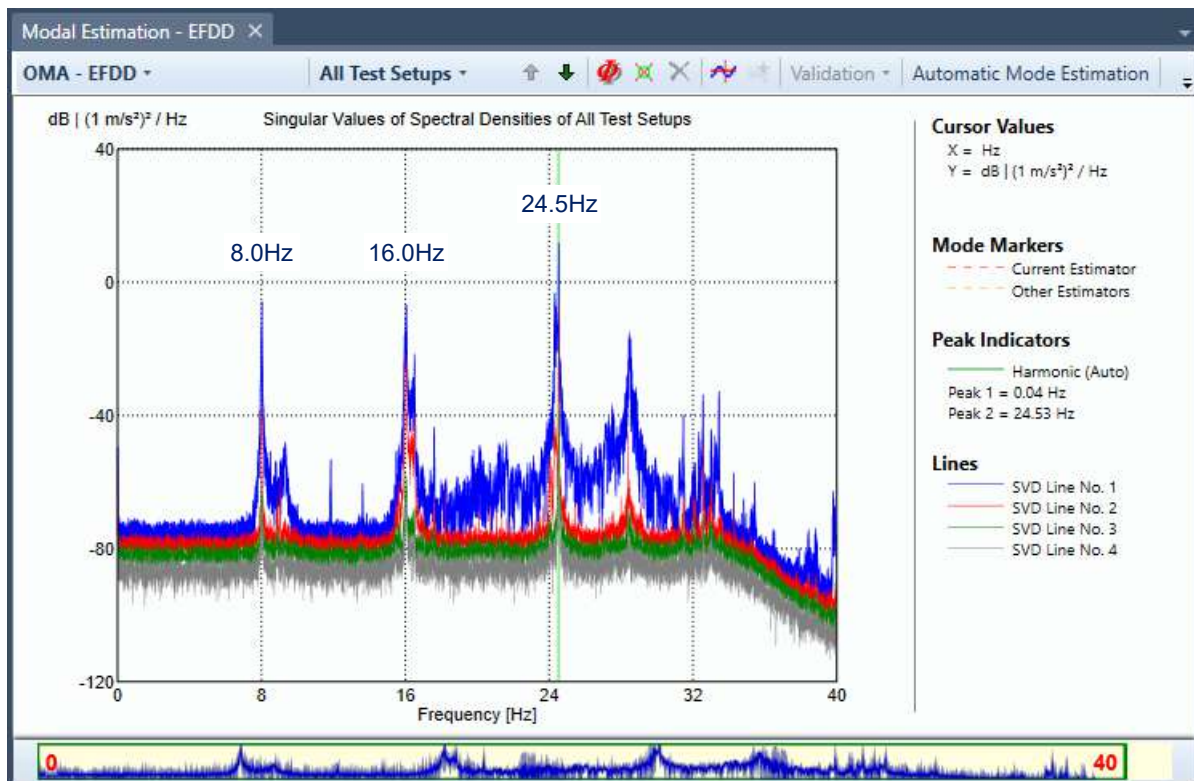 Modal Estimation - EFDD ×
OMA - EFDD
All Test Setups
Validation
Automatic Mode Estimation
dB | (1 m/s²)² / Hz
Singular Values of Spectral Densities of All Test Setups
40
0
-40
-80
-120
8.0Hz
16.0Hz
24.5Hz
0 8 16 24 32 40
Frequency [Hz]
Cursor Values
X = Hz
Y = dB | (1 m/s²)² / Hz
Mode Markers
Current Estimator
Other Estimators
Peak Indicators
Harmonic (Auto)
Peak 1 = 0.04 Hz
Peak 2 = 24.53 Hz
Lines
SVD Line No. 1
SVD Line No. 2
SVD Line No. 3
SVD Line No. 4
0 40